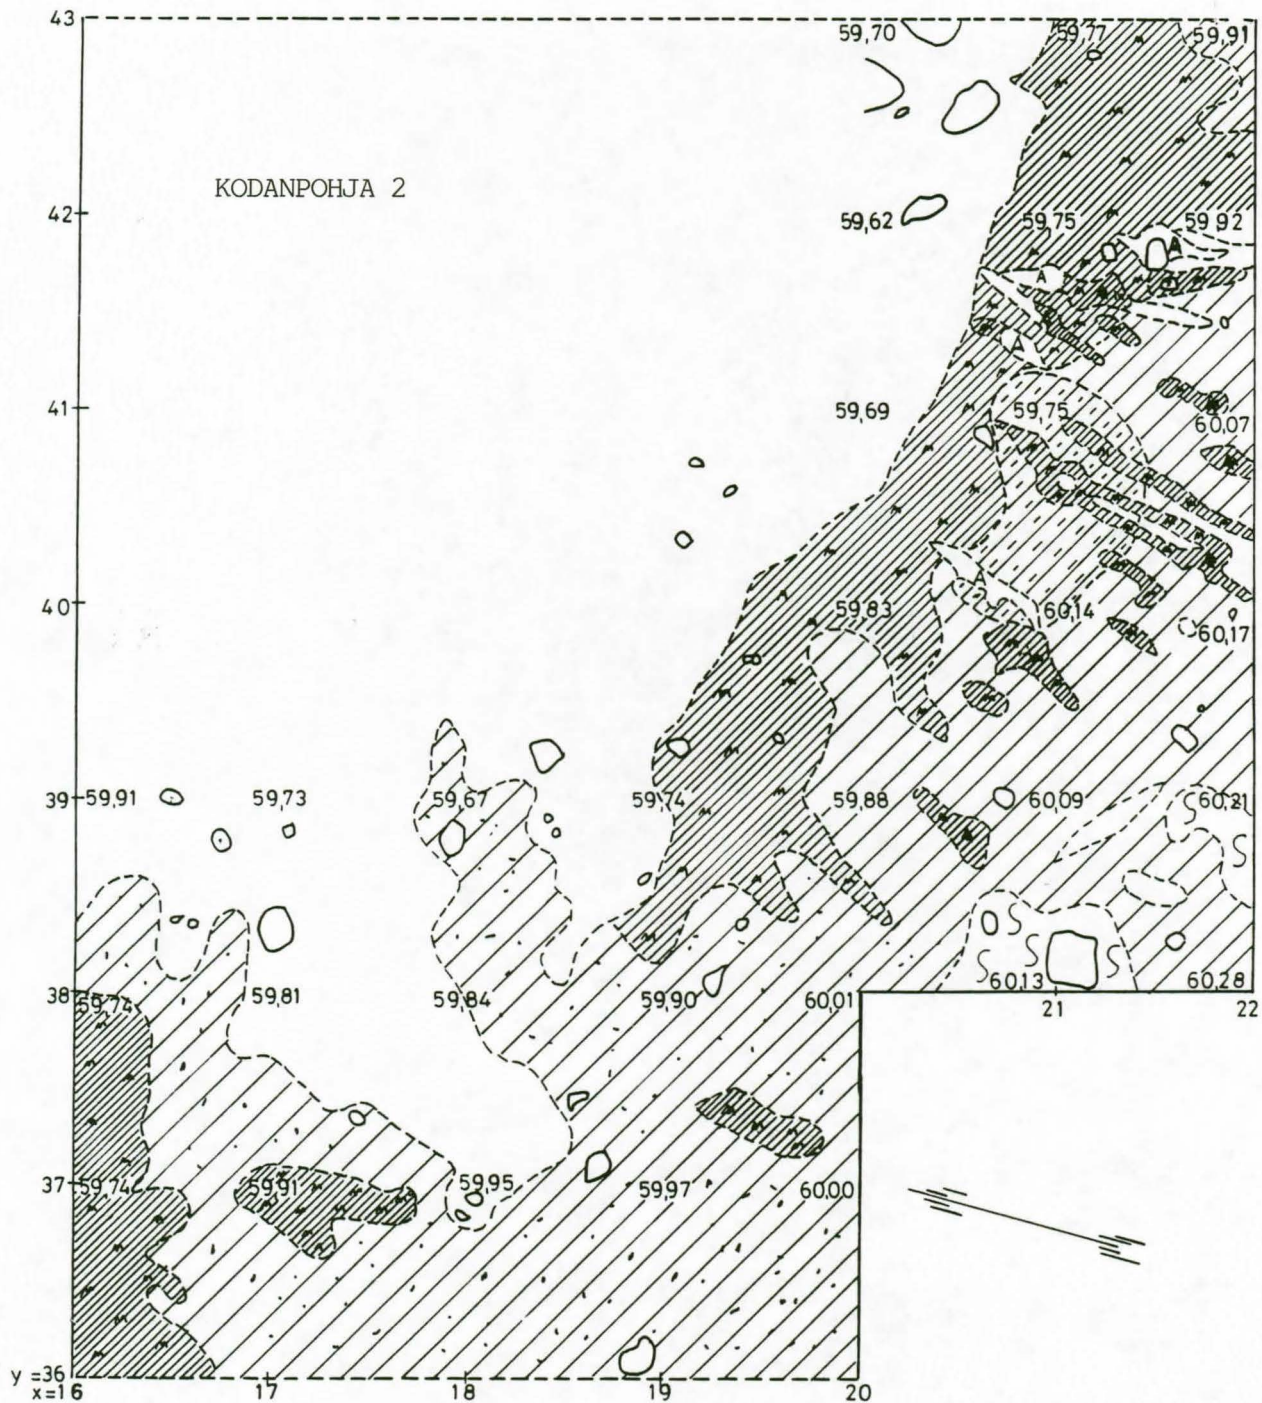 43
59,70 59,77 59,91
KODANPOHJA 2
42
59,62 59,75 59,92
A
A
A
41
59,69 59,75 60,07
A
40
59,83 60,14 60,17
39
59,91 59,73 59,67 59,74 59,88 60,09 60,21
S
S
S
S
S
S
38
59,74 59,81 59,84 59,90 60,01 60,13 60,28
21 22
37
59,74 59,91 59,95 59,97 60,00
y =36
x=16 17 18 19 20